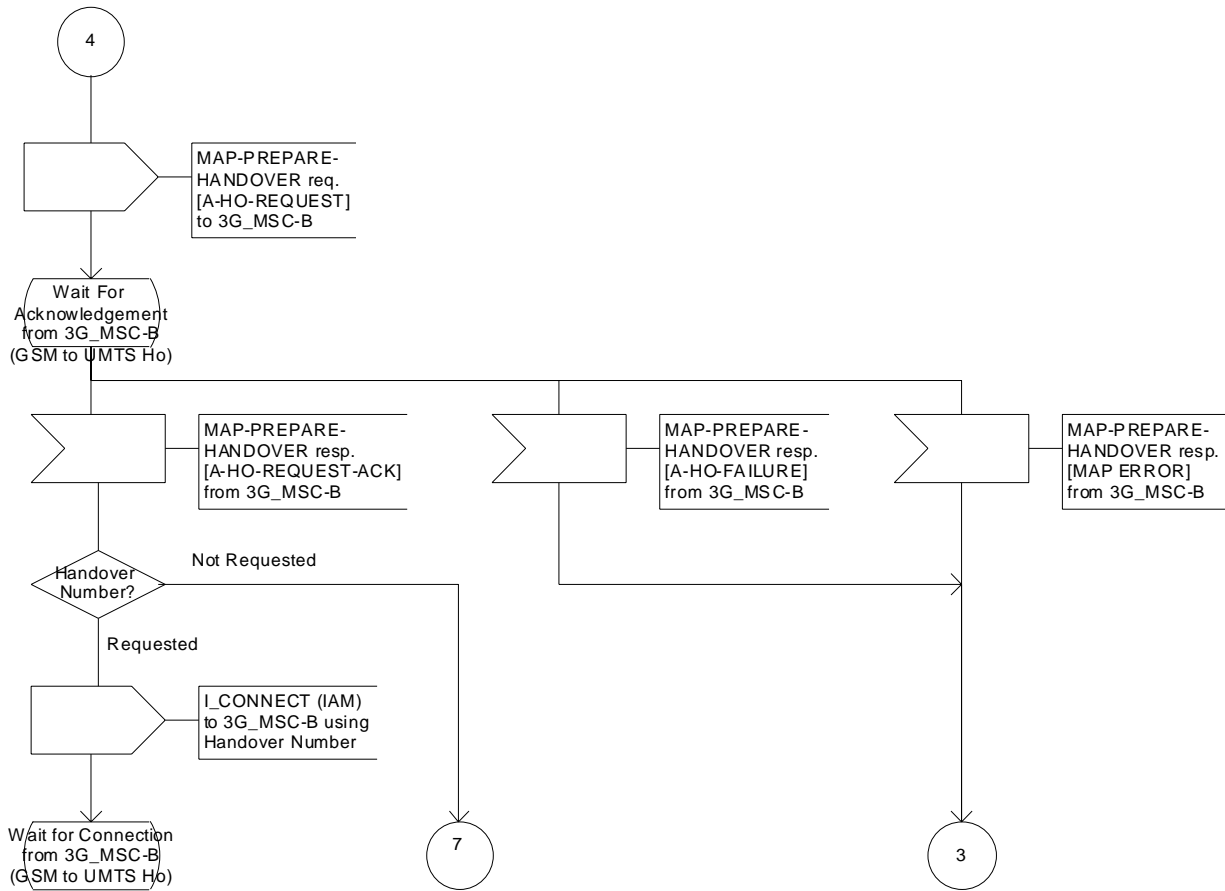 4
MAP-PREPARE-
HANDOVER req.
[A-HO-REQUEST]
to 3G_MSC-B
Wait For
Acknowledgement
from 3G_MSC-B
(GSM to UMTS Ho)
MAP-PREPARE-
HANDOVER resp.
[A-HO-REQUEST-ACK]
from 3G_MSC-B
MAP-PREPARE-
HANDOVER resp.
[A-HO-FAILURE]
from 3G_MSC-B
MAP-PREPARE-
HANDOVER resp.
[MAP ERROR]
from 3G_MSC-B
Handover
Number?
Not Requested
Requested
I_CONNECT (IAM)
to 3G_MSC-B using
Handover Number
Wait for Connection
from 3G_MSC-B
(GSM to UMTS Ho)
7
3